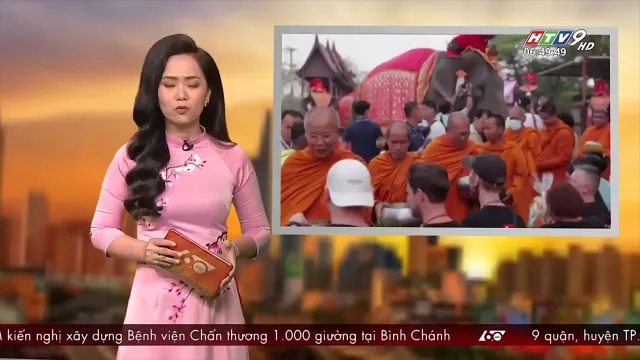 HTV9 HD
06:49:49
M kiến nghị xây dựng Bệnh viện Chấn thương 1.000 giường tại Bình Chánh 60 9 quận, huyện TP.